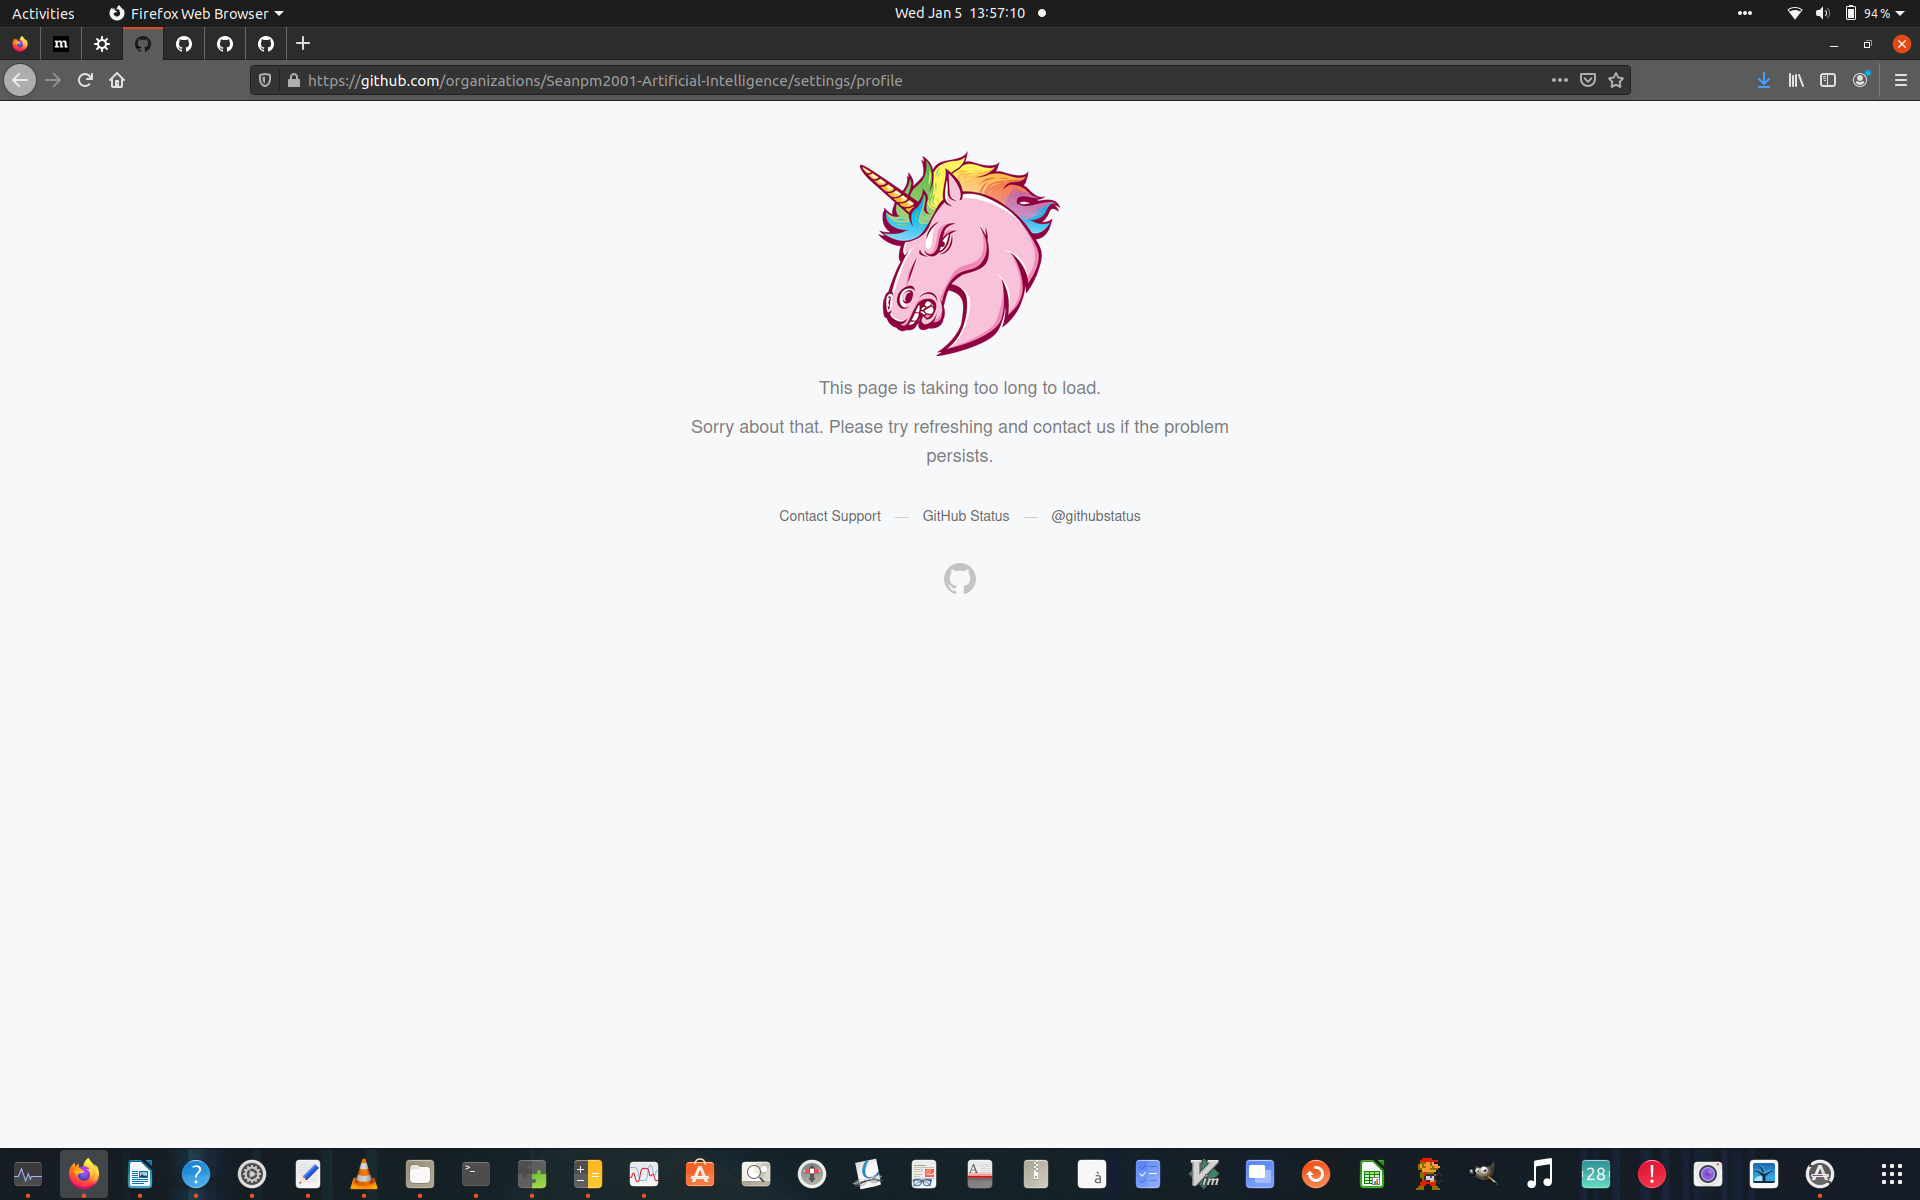 Activities
Firefox Web Browser
Wed Jan 5 13:57:10
94 %
m
https://github.com/organizations/Seanpm2001-Artificial-Intelligence/settings/profile
This page is taking too long to load.
Sorry about that. Please try refreshing and contact us if the problem
persists.
Contact Support — GitHub Status — @githubstatus
?
>_
A
à
Vim
28
!